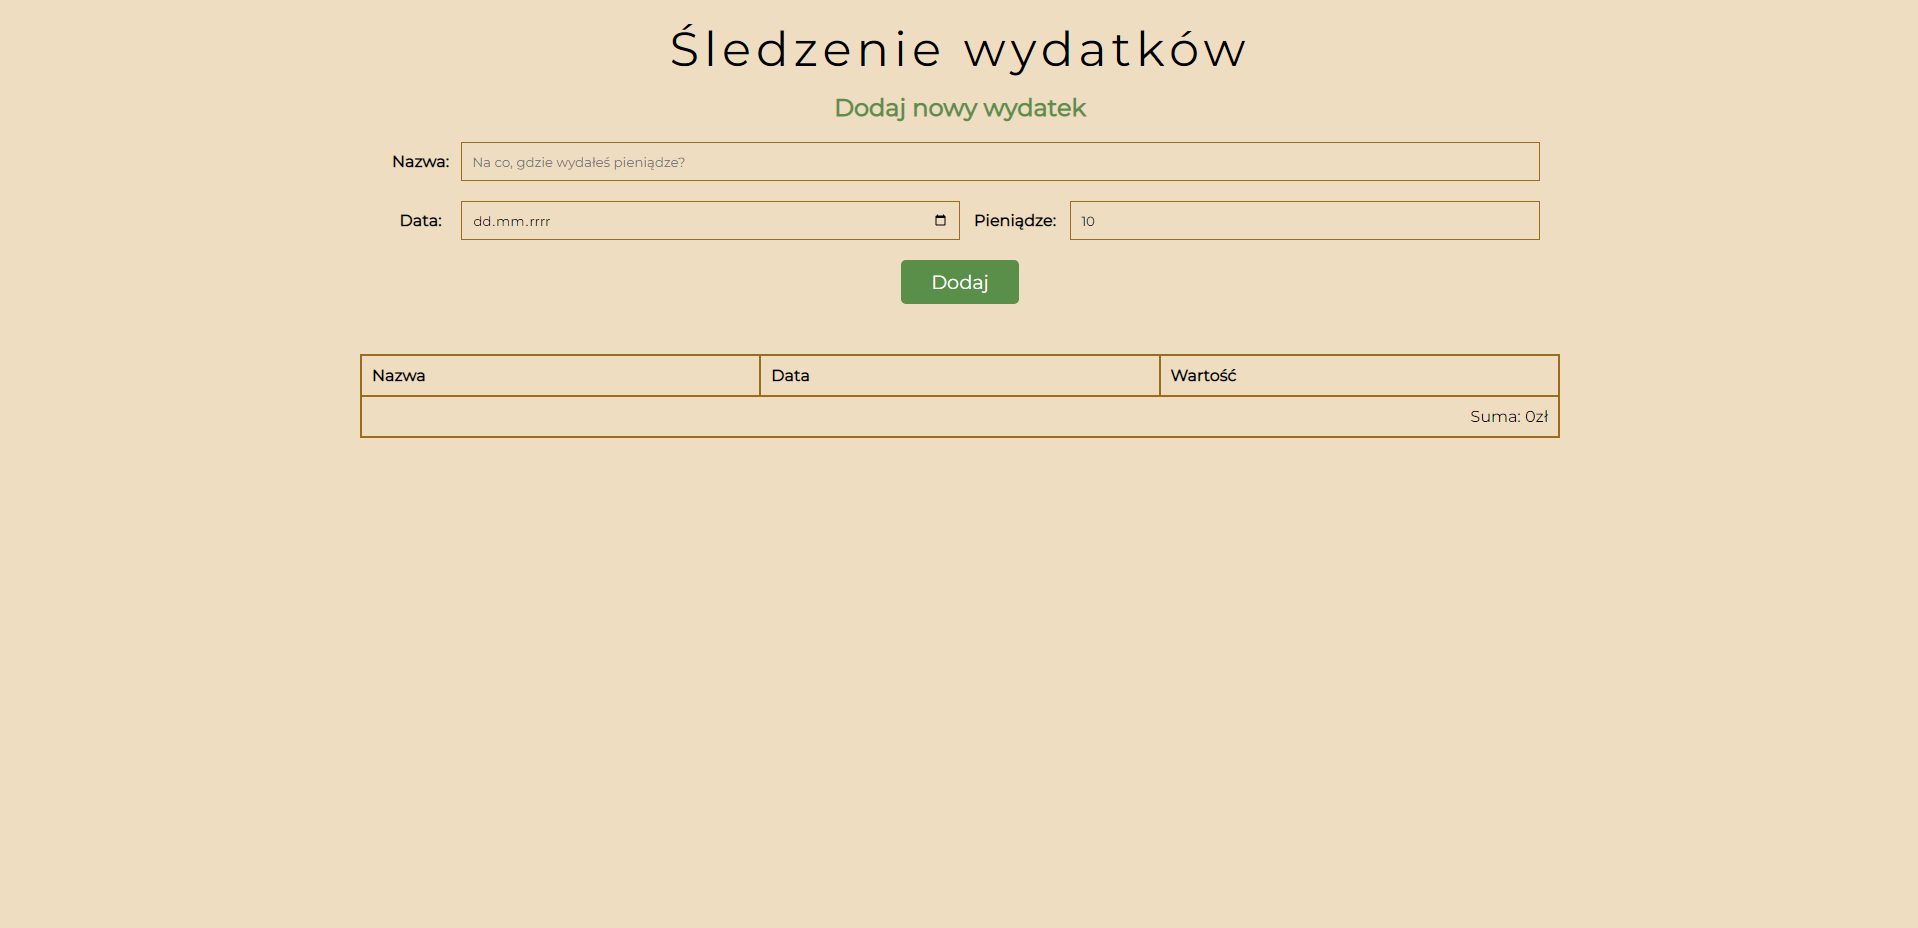 Śledzenie wydatków
Dodaj nowy wydatek
Nazwa: Na co, gdzie wydałeś pieniądze?
Data: dd.mm.rrrr Pieniądze: 10
Dodaj
Nazwa Data Wartość
Suma: 0zł